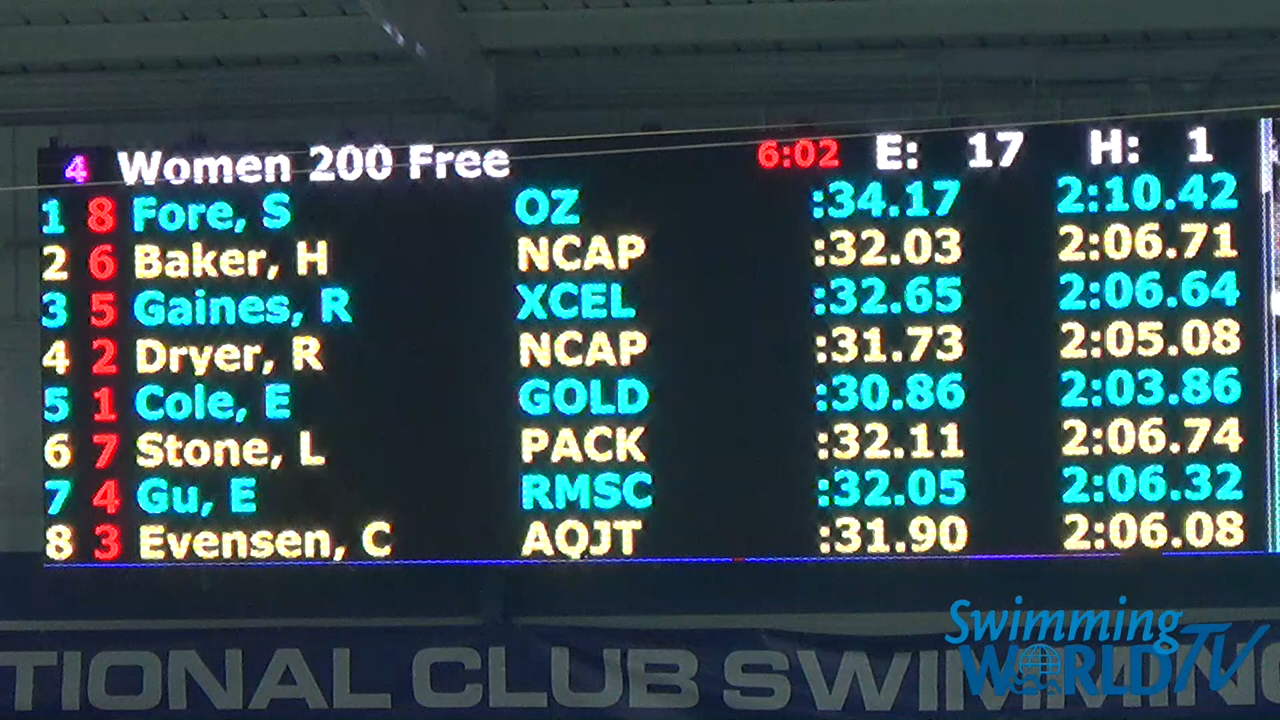 4 Women 200 Free 6:02 E: 17 H: 1
1 8 Fore, S OZ :34.17 2:10.42
2 6 Baker, H NCAP :32.03 2:06.71
3 5 Gaines, R XCEL :32.65 2:06.64
4 2 Dryer, R NCAP :31.73 2:05.08
5 1 Cole, E GOLD :30.86 2:03.86
6 7 Stone, L PACK :32.11 2:06.74
7 4 Gu, E RMSC :32.05 2:06.32
8 3 Evensen, C AQJT :31.90 2:06.08
TIONAL CLUB SWIMMING
Swimming
WORLD TV